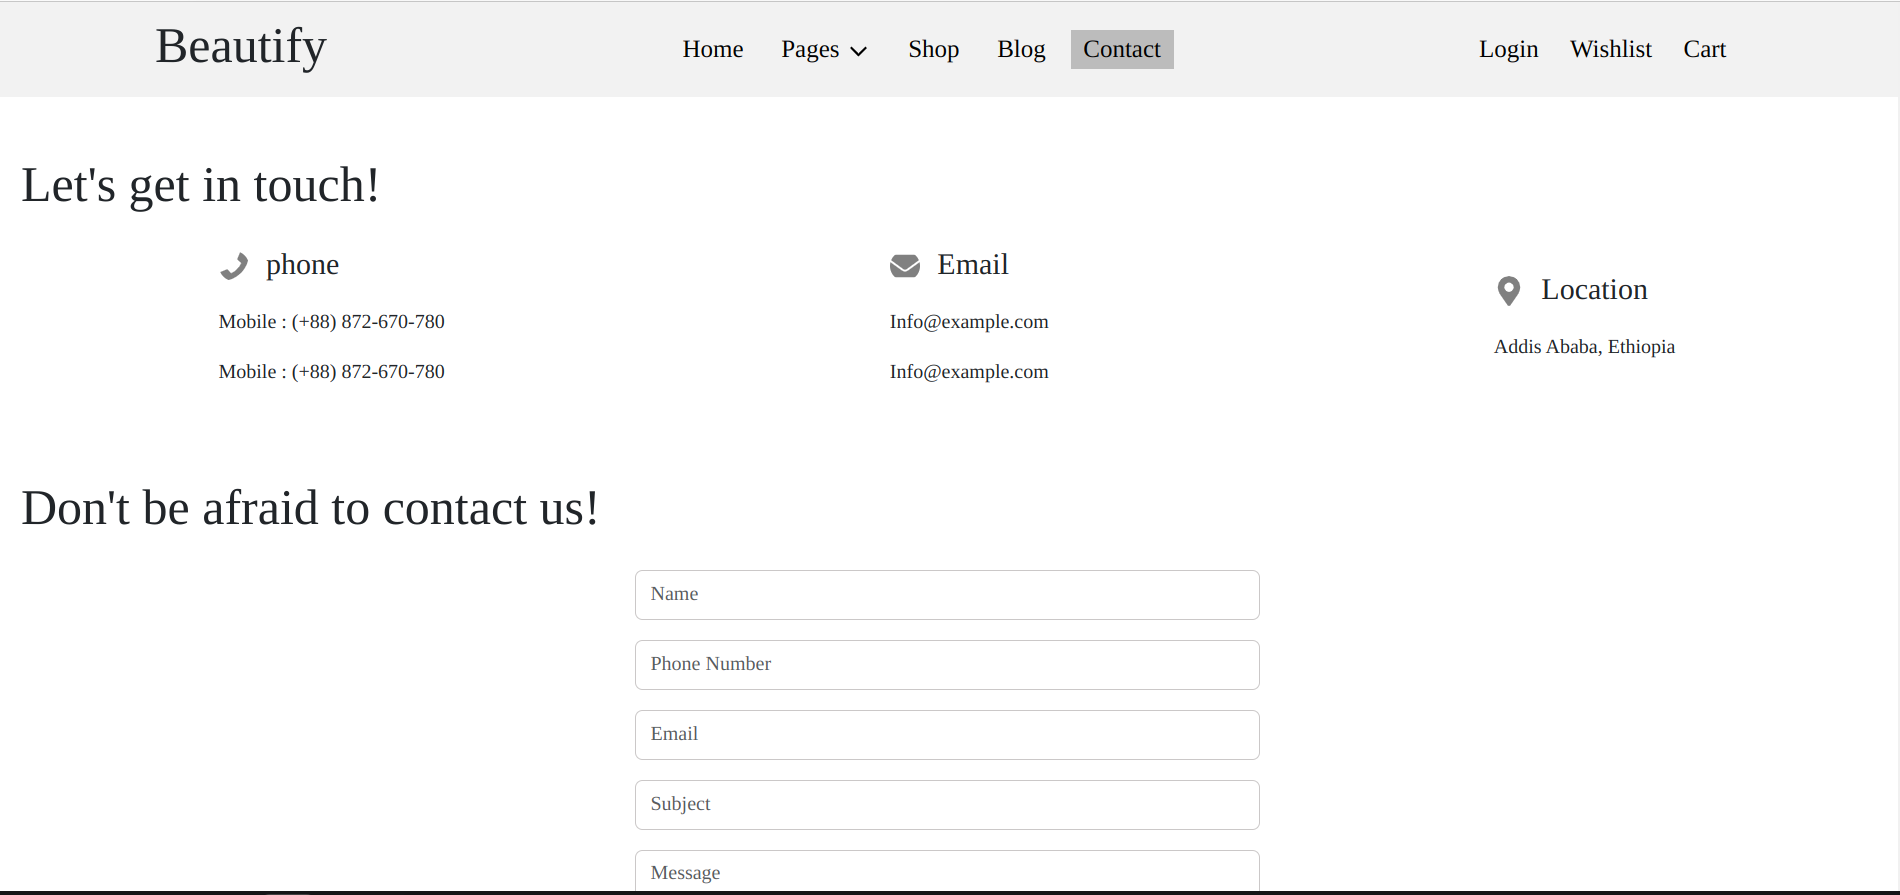 Beautify Home Pages Shop Blog Contact Login Wishlist Cart
Let's get in touch!
phone
Mobile : (+88) 872-670-780
Mobile : (+88) 872-670-780
Email
Info@example.com
Info@example.com
Location
Addis Ababa, Ethiopia
Don't be afraid to contact us!
Name
Phone Number
Email
Subject
Message